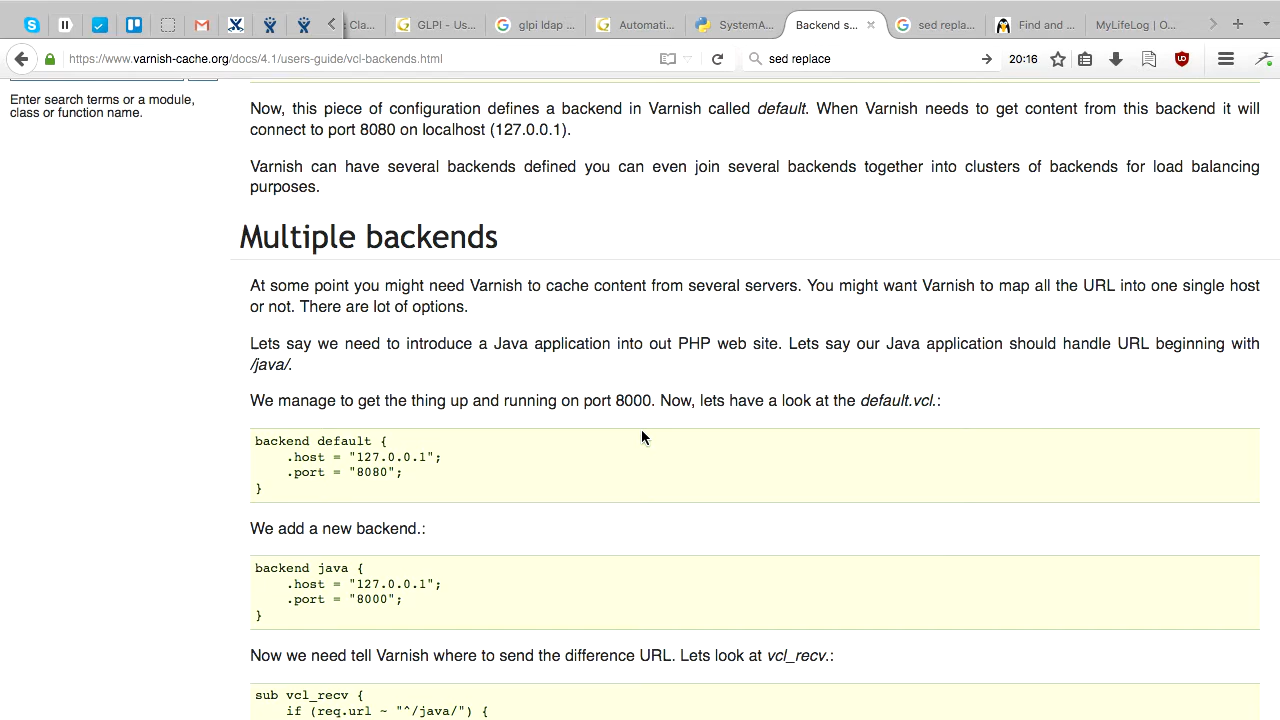 Cla...
GLPI - Us...
glpi ldap ...
Automati...
SystemA...
Backend s...
sed repla...
Find and ...
MyLifeLog | O...
https://www.varnish-cache.org/docs/4.1/users-guide/vcl-backends.html
sed replace
20:16
Enter search terms or a module,
class or function name.
Now, this piece of configuration defines a backend in Varnish called default. When Varnish needs to get content from this backend it will
connect to port 8080 on localhost (127.0.0.1).
Varnish can have several backends defined you can even join several backends together into clusters of backends for load balancing
purposes.
Multiple backends
At some point you might need Varnish to cache content from several servers. You might want Varnish to map all the URL into one single host
or not. There are lot of options.
Lets say we need to introduce a Java application into out PHP web site. Lets say our Java application should handle URL beginning with
/java/.
We manage to get the thing up and running on port 8000. Now, lets have a look at the default.vcl.:
backend default {
    .host = "127.0.0.1";
    .port = "8080";
}
We add a new backend.:
backend java {
    .host = "127.0.0.1";
    .port = "8000";
}
Now we need tell Varnish where to send the difference URL. Lets look at vcl_recv.:
sub vcl_recv {
    if (req.url ~ "^/java/") {